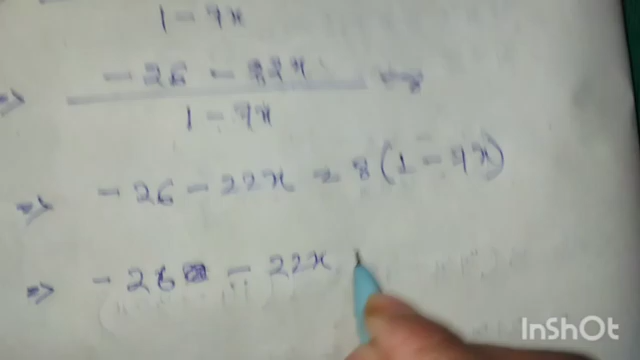 1 - 7x
⇒ - 26 - 22x
1 - 7x
⇒ - 26 - 22x = 8(1 - 7x)
⇒ - 26 - 22x
InShOt